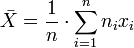 X̄ = 1/n · ∑_{i=1}^{n} n_i x_i